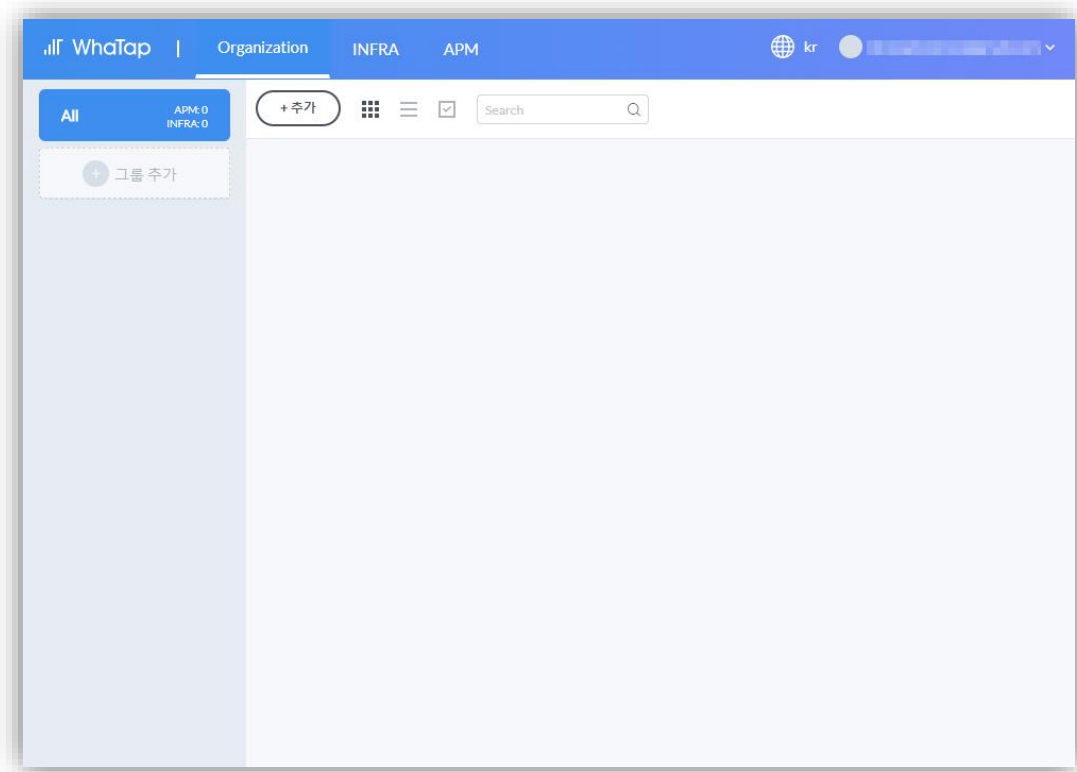 WhaTap | Organization INFRA APM kr
All APM: 0
INFRA: 0
+ 추가 Search
+ 그룹 추가